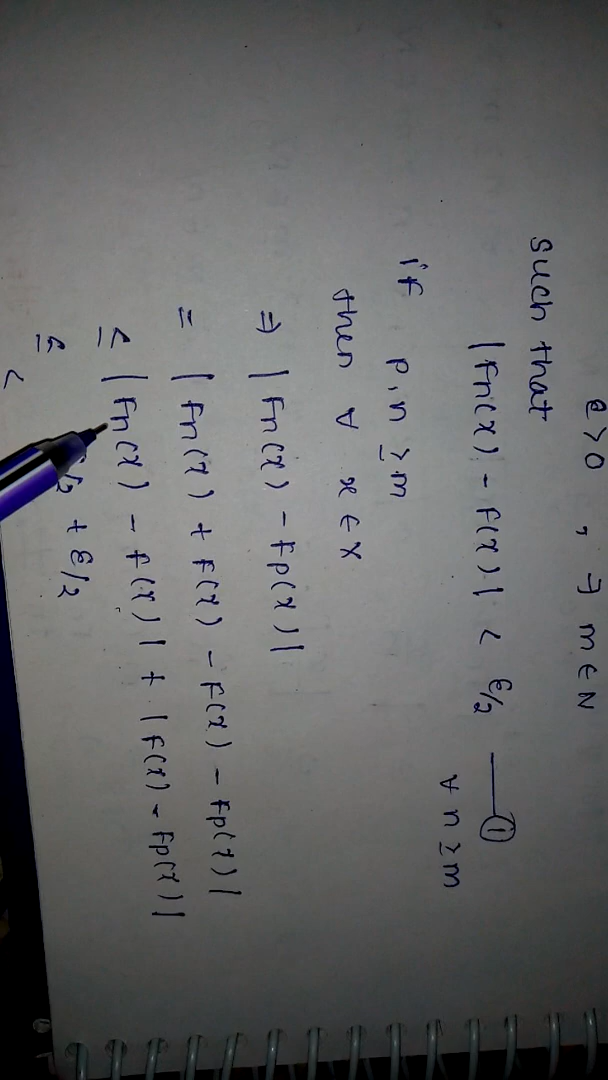 ε>0 , ∃ m ∈ N
such that
| fn(x) - f(x) | < ε/2 —— ①
∀ n ≥ m
if p,n ≥ m
then ∀ x ∈ X
⇒ | fn(x) - fp(x) |
= | fn(x) + f(x) - f(x) - fp(x) |
≤ | fn(x) - f(x) | + | f(x) - fp(x) |
≤ /2 + ε/2
<